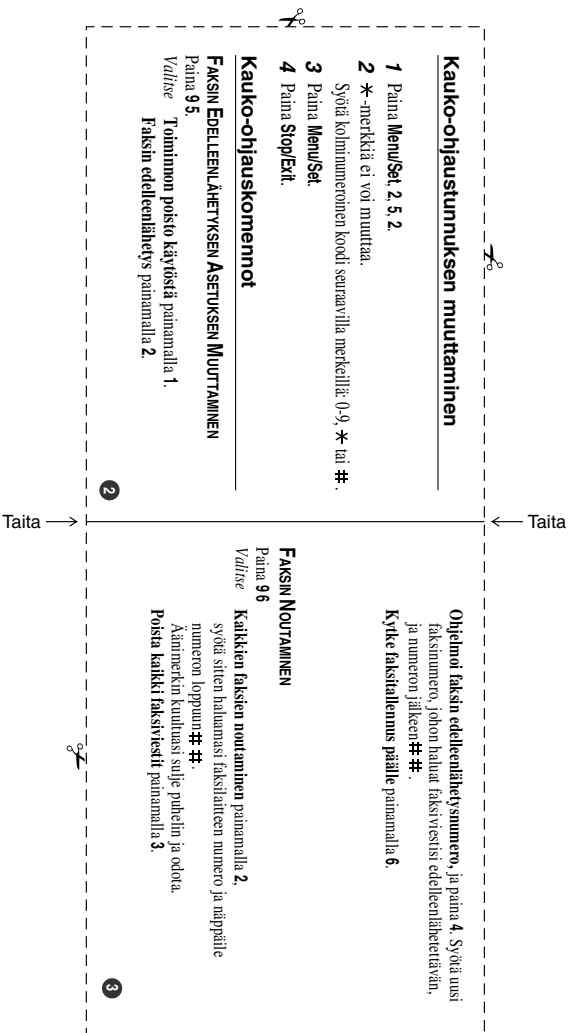 Kauko-ohjaustunnuksen muuttaminen
1 Paina Menu/Set, 2, 5, 2.
2 * -merkkiä ei voi muuttaa.
Syötä kolminumeroinen koodi seuraavilla merkeillä: 0-9, * tai #.
3 Paina Menu/Set.
4 Paina Stop/Exit.
Kauko-ohjauskomennot
FAKSIN EDELLEENLÄHETYKSEN ASETUKSEN MUUTTAMINEN
Paina 9 5.
Valitse Toiminnon poisto käytöstä painamalla 1.
Faksin edelleenlähetys painamalla 2.
2
Taita
Taita
Ohjelmoi faksin edelleenlähetysnumero, ja paina 4. Syötä uusi
faksinumero, johon haluat faksiviestisi edelleenlähetettävän,
ja numeron jälkeen # #.
Kytke faksitallennus päälle painamalla 6.
FAKSIN NOUTAMINEN
Paina 9 6
Valitse Kaikkien faksien noutaminen painamalla 2,
syötä sitten haluamasi faksilaitteen numero ja näppäile
numeron loppuun # #.
Äänimerkin kuultuasi sulje puhelin ja odota.
Poista kaikki faksiviestit painamalla 3.
3